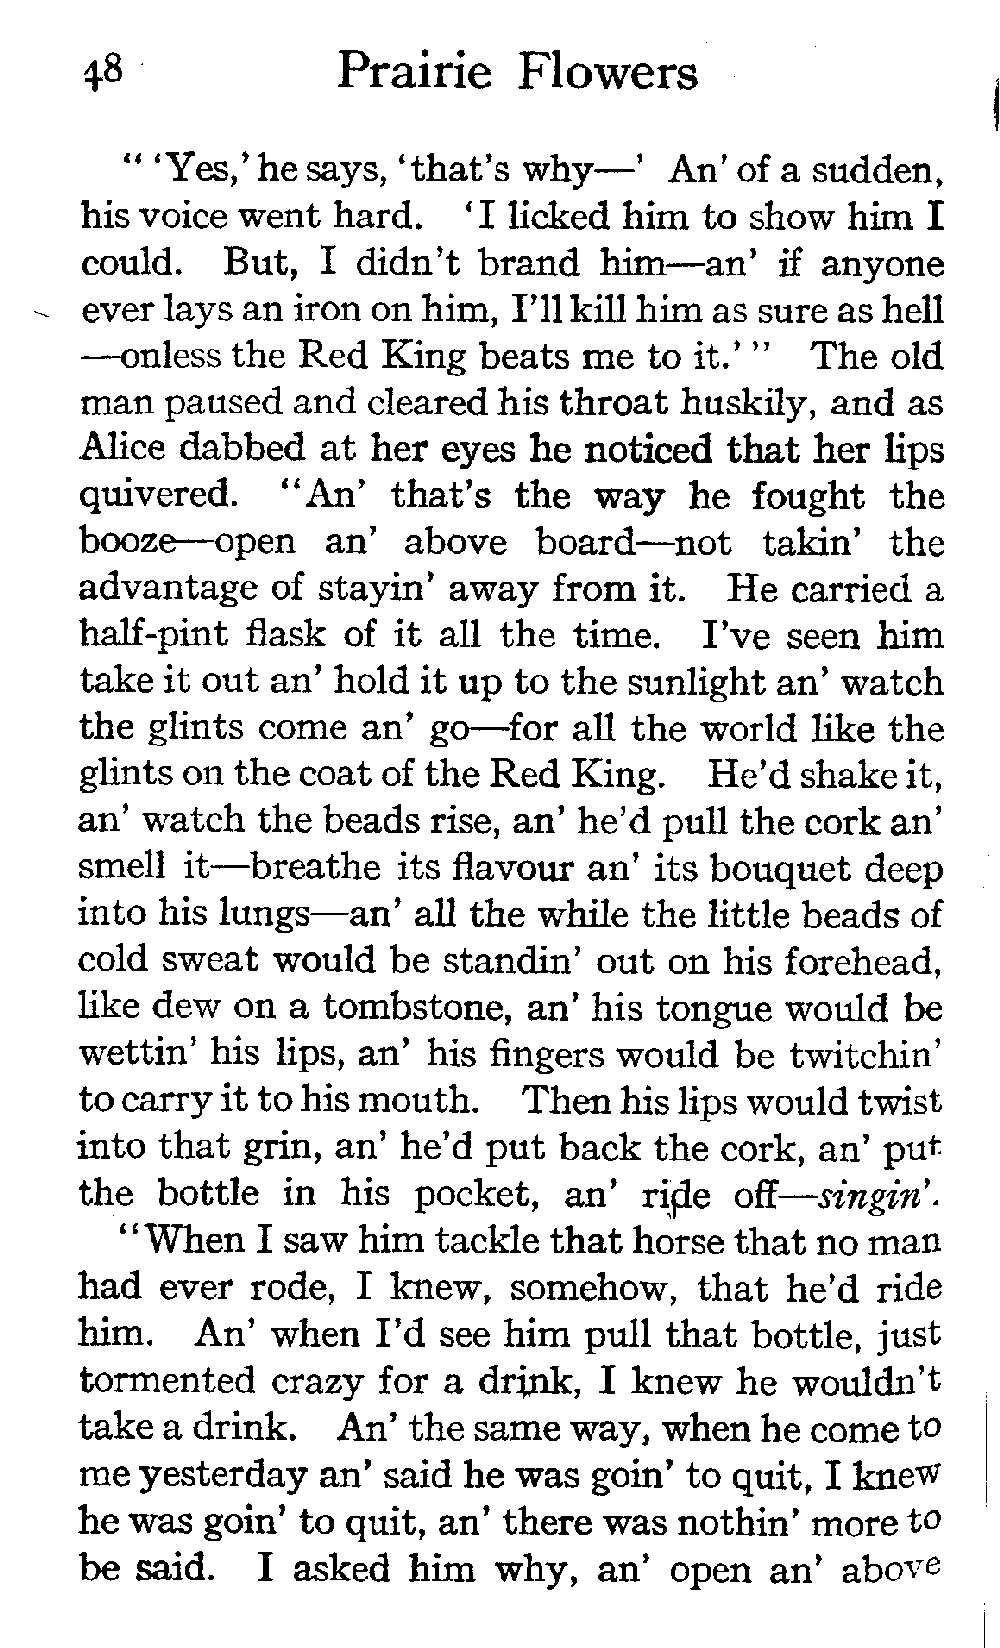 48 Prairie Flowers
“ ‘Yes,’ he says, ‘that’s why—’ An’ of a sudden,
his voice went hard. ‘I licked him to show him I
could. But, I didn’t brand him—an’ if anyone
ever lays an iron on him, I’ll kill him as sure as hell
—onless the Red King beats me to it.’ ” The old
man paused and cleared his throat huskily, and as
Alice dabbed at her eyes he noticed that her lips
quivered. “An’ that’s the way he fought the
booze—open an’ above board—not takin’ the
advantage of stayin’ away from it. He carried a
half-pint flask of it all the time. I’ve seen him
take it out an’ hold it up to the sunlight an’ watch
the glints come an’ go—for all the world like the
glints on the coat of the Red King. He’d shake it,
an’ watch the beads rise, an’ he’d pull the cork an’
smell it—breathe its flavour an’ its bouquet deep
into his lungs—an’ all the while the little beads of
cold sweat would be standin’ out on his forehead,
like dew on a tombstone, an’ his tongue would be
wettin’ his lips, an’ his fingers would be twitchin’
to carry it to his mouth. Then his lips would twist
into that grin, an’ he’d put back the cork, an’ put
the bottle in his pocket, an’ ride off—singin’.
“When I saw him tackle that horse that no man
had ever rode, I knew, somehow, that he’d ride
him. An’ when I’d see him pull that bottle, just
tormented crazy for a drink, I knew he wouldn’t
take a drink. An’ the same way, when he come to
me yesterday an’ said he was goin’ to quit, I knew
he was goin’ to quit, an’ there was nothin’ more to
be said. I asked him why, an’ open an’ above